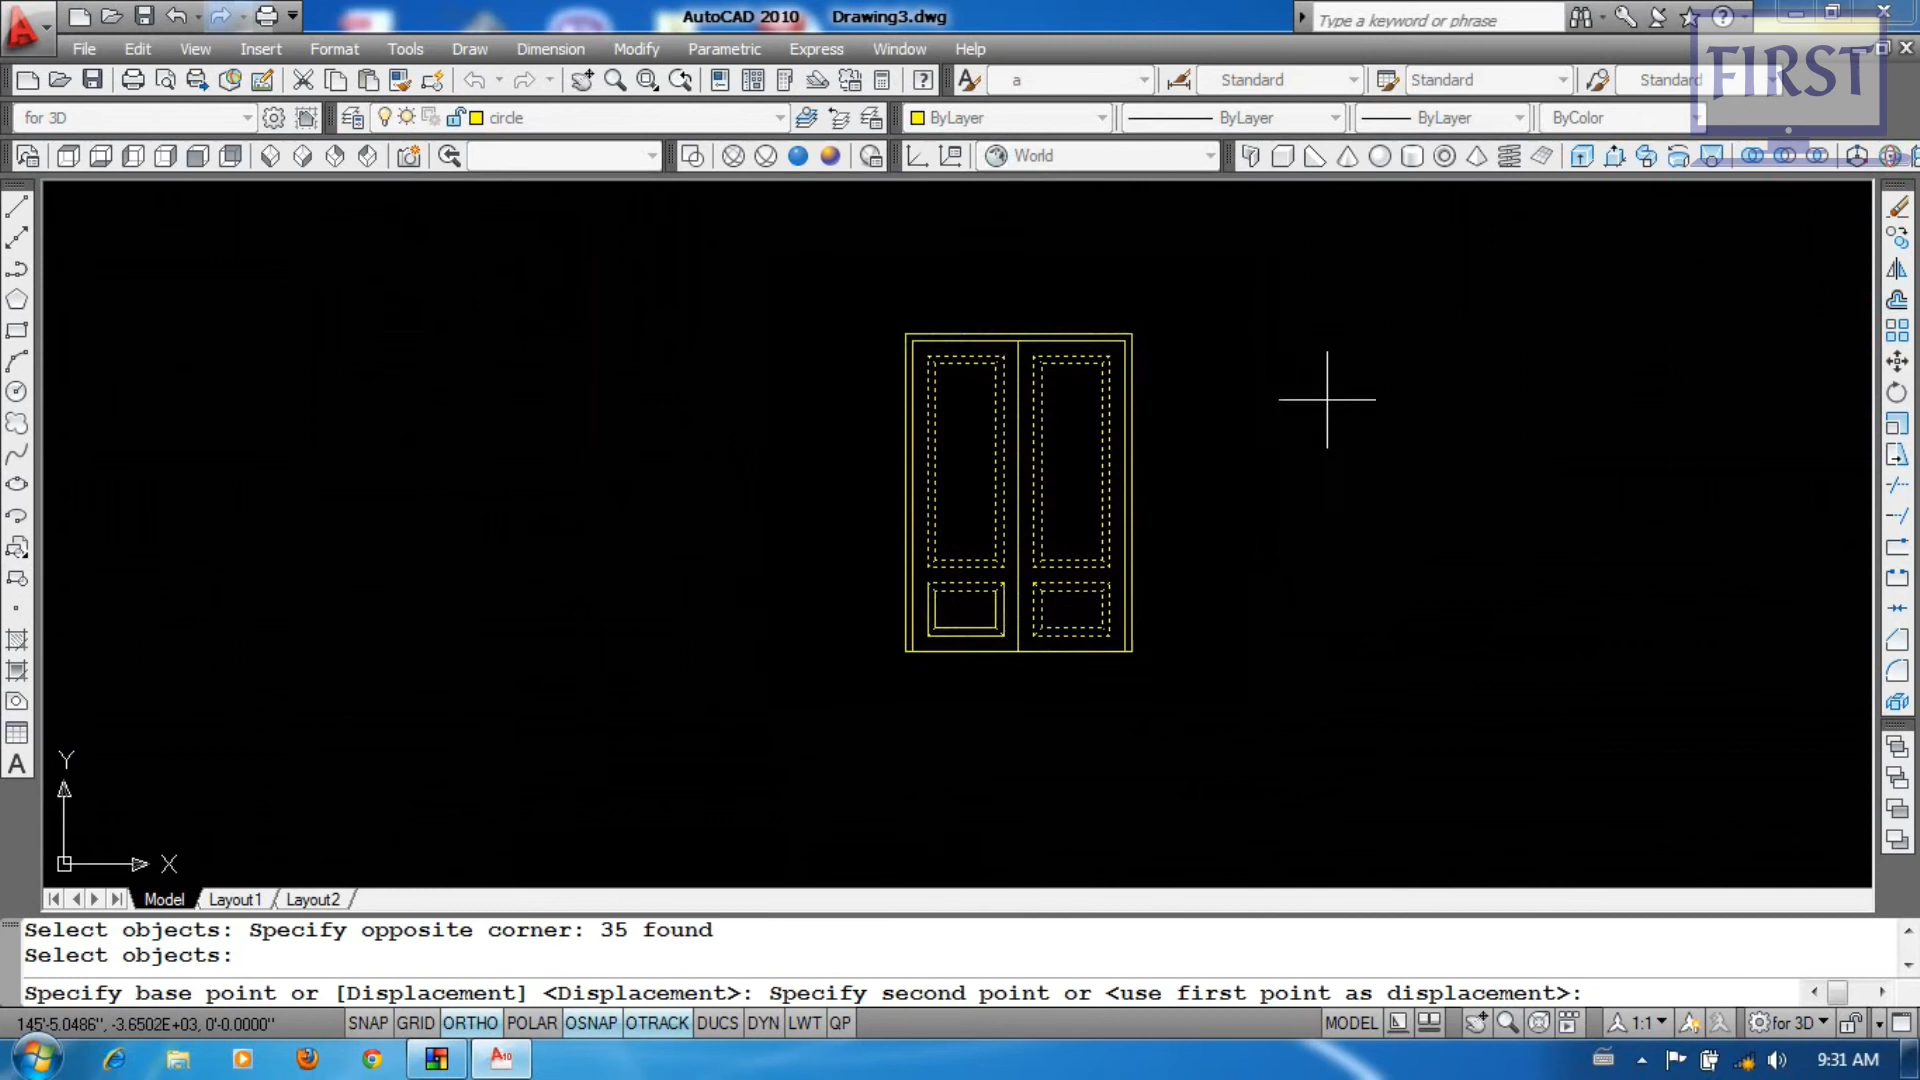 AutoCAD 2010 Drawing3.dwg
Type a keyword or phrase
File Edit View Insert Format Tools Draw Dimension Modify Parametric Express Window Help
FIRST
a Standard Standard Standard
for 3D circle ByLayer ByLayer ByLayer ByColor
World
Y
X
A
Model Layout1 Layout2
Select objects: Specify opposite corner: 35 found
Select objects:
Specify base point or [Displacement] <Displacement>: Specify second point or <use first point as displacement>:
145'-5.0486", -3.6502E+03, 0'-0.0000" SNAP GRID ORTHO POLAR OSNAP OTRACK DUCS DYN LWT QP MODEL 1:1 for 3D
9:31 AM